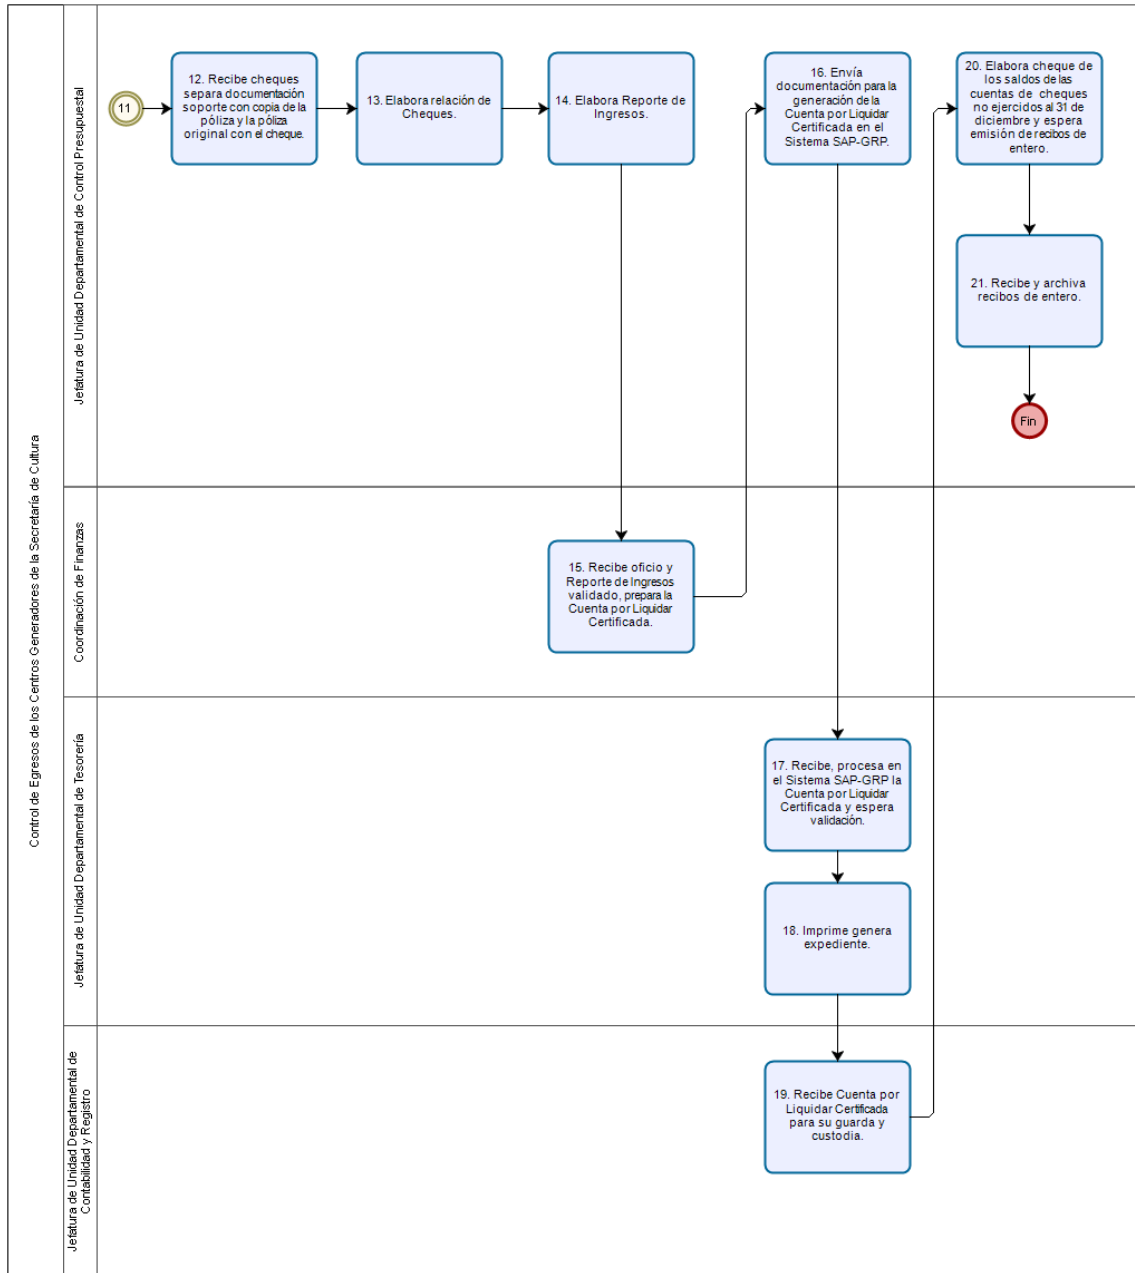 Control de Egresos de los Centros Generadores de la Secretaría de Cultura
Jefatura de Unidad Departamental de Control Presupuestal
11
12. Recibe cheques
separa documentación
soporte con copia de la
póliza y la póliza
original con el cheque.
13. Elabora relación de
Cheques.
14. Elabora Reporte de
Ingresos.
16. Envía
documentación para la
generación de la
Cuenta por Liquidar
Certificada en el
Sistema SAP-GRP.
20. Elabora cheque de
los saldos de las
cuentas de cheques
no ejercidos al 31 de
diciembre y espera
emisión de recibos de
entero.
21. Recibe y archiva
recibos de entero.
Fin
Coordinación de Finanzas
15. Recibe oficio y
Reporte de Ingresos
validado, prepara la
Cuenta por Liquidar
Certificada.
Jefatura de Unidad Departamental de Tesorería
17. Recibe, procesa en
el Sistema SAP-GRP la
Cuenta por Liquidar
Certificada y espera
validación.
18. Imprime genera
expediente.
Jefatura de Unidad Departamental de
Contabilidad y Registro
19. Recibe Cuenta por
Liquidar Certificada
para su guarda y
custodia.